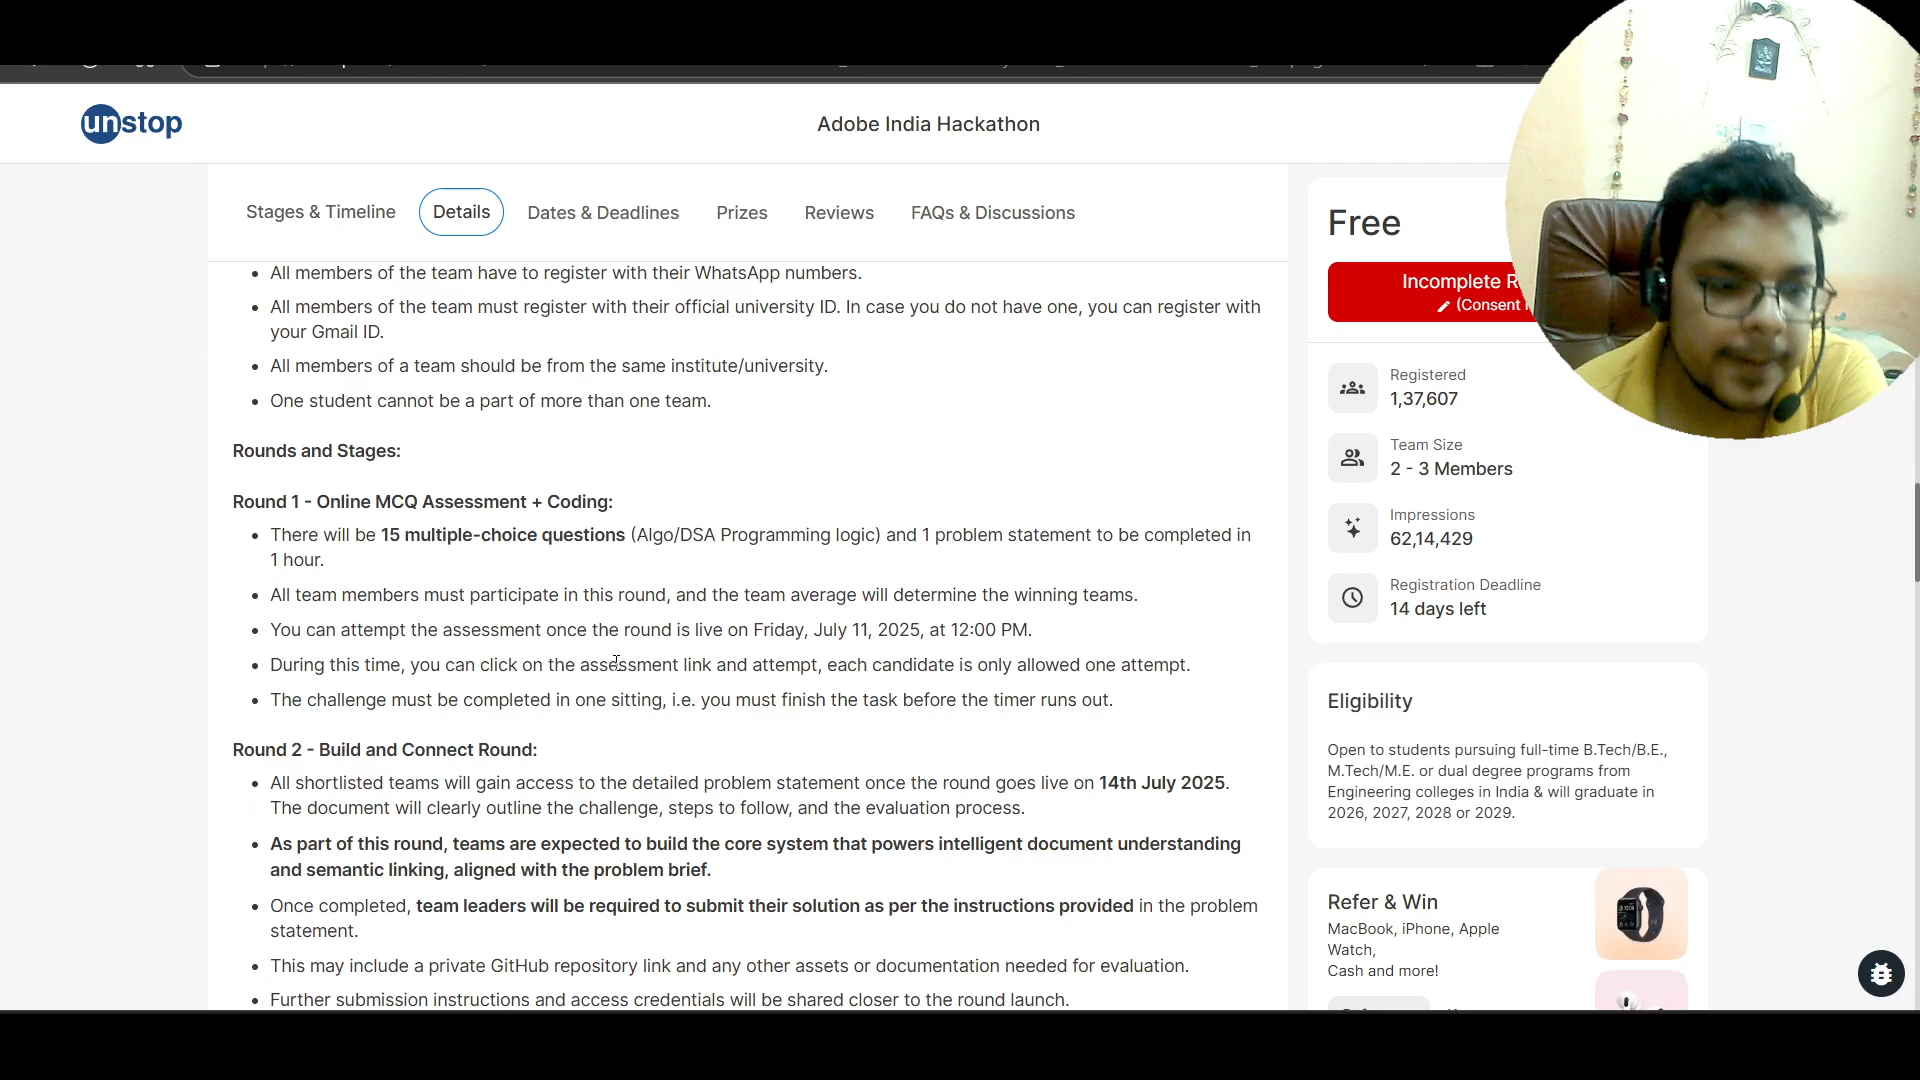 unstop
Adobe India Hackathon
Stages & Timeline
Details
Dates & Deadlines
Prizes
Reviews
FAQs & Discussions
All members of the team have to register with their WhatsApp numbers.
All members of the team must register with their official university ID. In case you do not have one, you can register with
your Gmail ID.
All members of a team should be from the same institute/university.
One student cannot be a part of more than one team.
Rounds and Stages:
Round 1 - Online MCQ Assessment + Coding:
There will be 15 multiple-choice questions (Algo/DSA Programming logic) and 1 problem statement to be completed in
1 hour.
All team members must participate in this round, and the team average will determine the winning teams.
You can attempt the assessment once the round is live on Friday, July 11, 2025, at 12:00 PM.
During this time, you can click on the assessment link and attempt, each candidate is only allowed one attempt.
The challenge must be completed in one sitting, i.e. you must finish the task before the timer runs out.
Round 2 - Build and Connect Round:
All shortlisted teams will gain access to the detailed problem statement once the round goes live on 14th July 2025.
The document will clearly outline the challenge, steps to follow, and the evaluation process.
As part of this round, teams are expected to build the core system that powers intelligent document understanding
and semantic linking, aligned with the problem brief.
Once completed, team leaders will be required to submit their solution as per the instructions provided in the problem
statement.
This may include a private GitHub repository link and any other assets or documentation needed for evaluation.
Further submission instructions and access credentials will be shared closer to the round launch.
Free
Incomplete R
(Consent
Registered
1,37,607
Team Size
2 - 3 Members
Impressions
62,14,429
Registration Deadline
14 days left
Eligibility
Open to students pursuing full-time B.Tech/B.E.,
M.Tech/M.E. or dual degree programs from
Engineering colleges in India & will graduate in
2026, 2027, 2028 or 2029.
Refer & Win
MacBook, iPhone, Apple
Watch,
Cash and more!